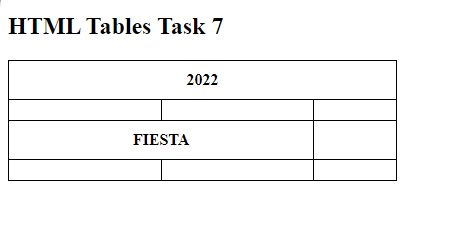 HTML Tables Task 7
2022
FIESTA